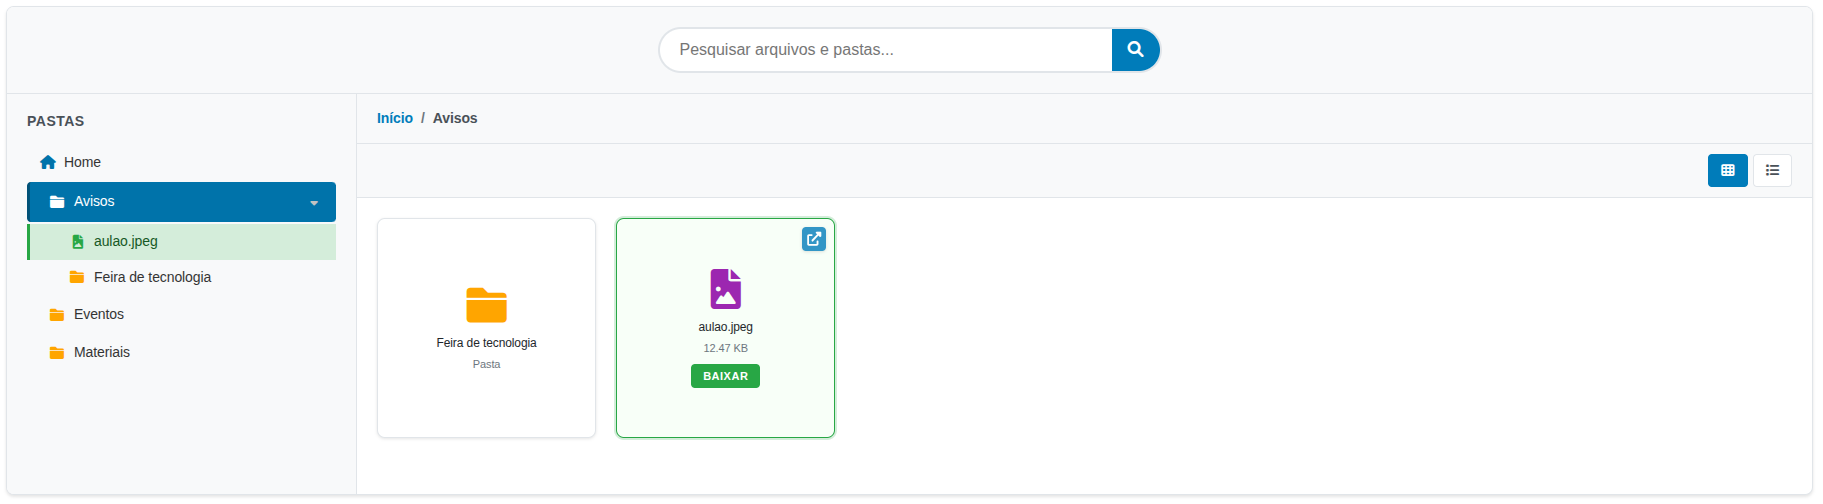 Pesquisar arquivos e pastas...
PASTAS
Home
Avisos
aulao.jpeg
Feira de tecnologia
Eventos
Materiais
Início / Avisos
Feira de tecnologia
Pasta
aulao.jpeg
12.47 KB
BAIXAR